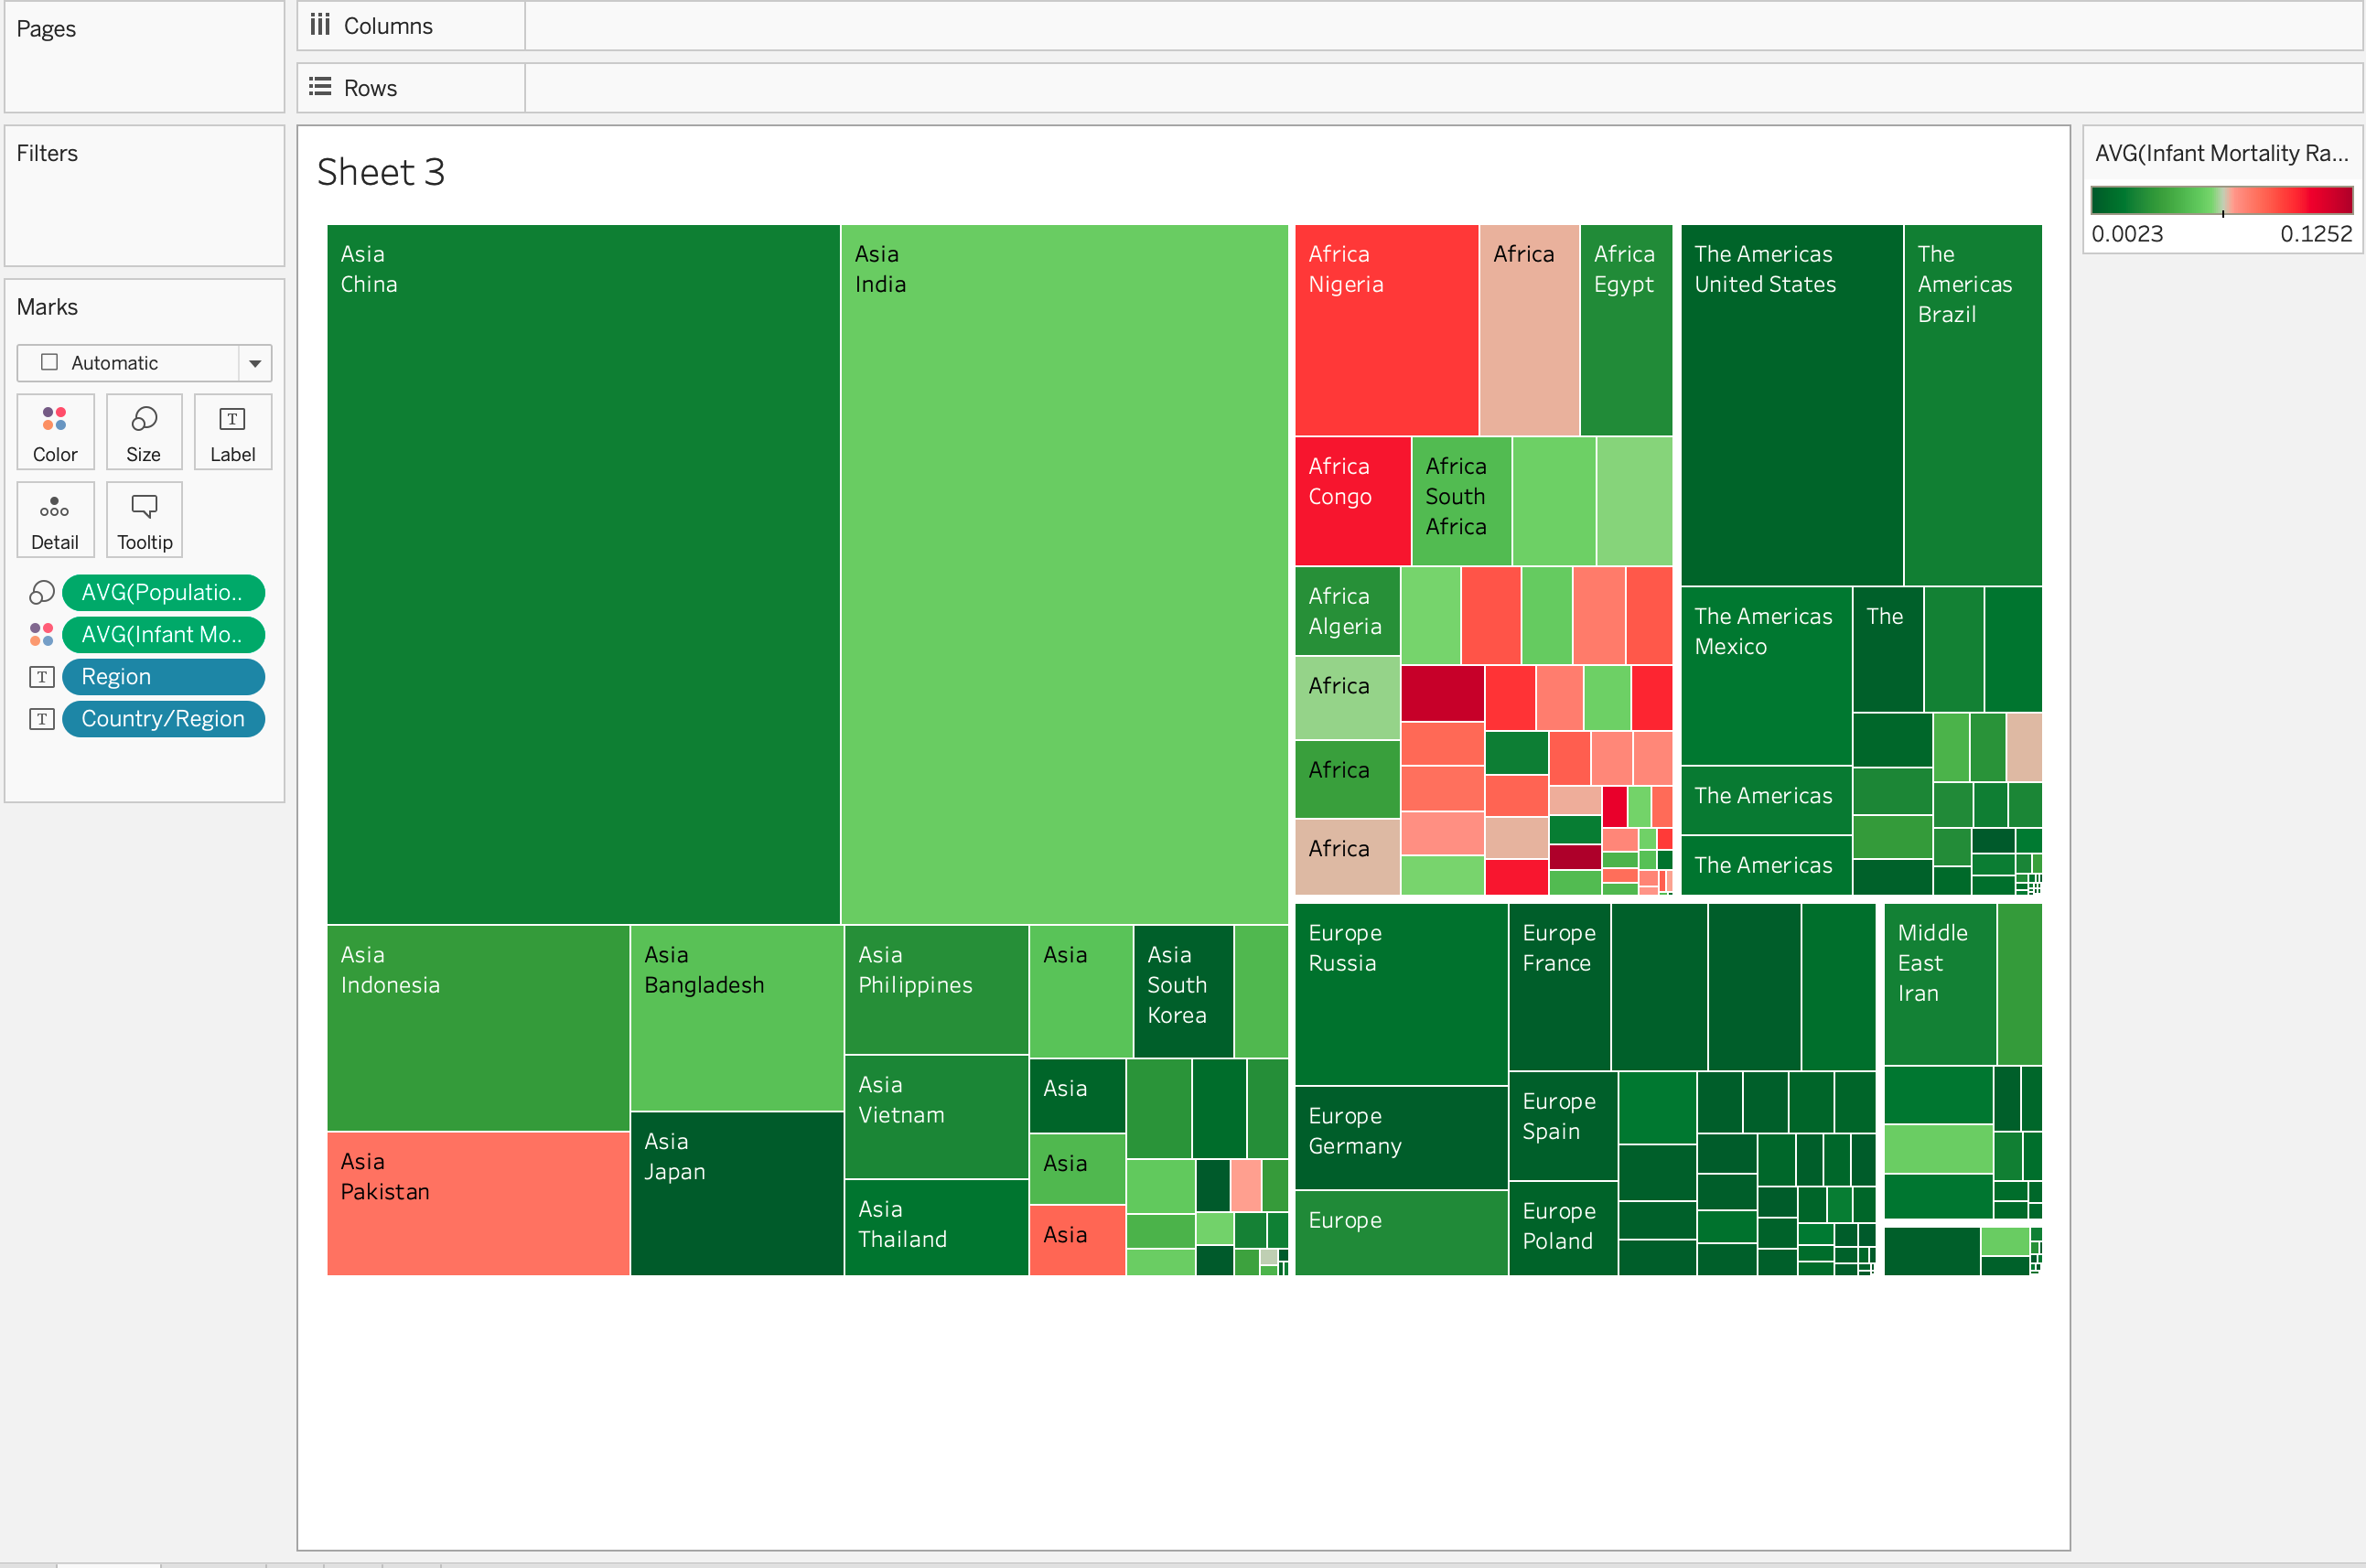 Pages
Columns
Rows
Filters
Marks
Automatic
Color
Size
T
Label
Detail
Tooltip
AVG(Populatio..
AVG(Infant Mo..
T
Region
T
Country/Region
Sheet 3
Asia
China
Asia
India
Asia
Indonesia
Asia
Pakistan
Asia
Bangladesh
Asia
Japan
Asia
Philippines
Asia
Vietnam
Asia
Thailand
Asia
Asia
South
Korea
Asia
Asia
Asia
Africa
Nigeria
Africa
Africa
Egypt
Africa
Congo
Africa
South
Africa
Africa
Algeria
Africa
Africa
Africa
The Americas
United States
The
Americas
Brazil
The Americas
Mexico
The
The Americas
The Americas
Europe
Russia
Europe
Germany
Europe
Europe
France
Europe
Spain
Europe
Poland
Middle
East
Iran
AVG(Infant Mortality Ra...
0.0023
0.1252